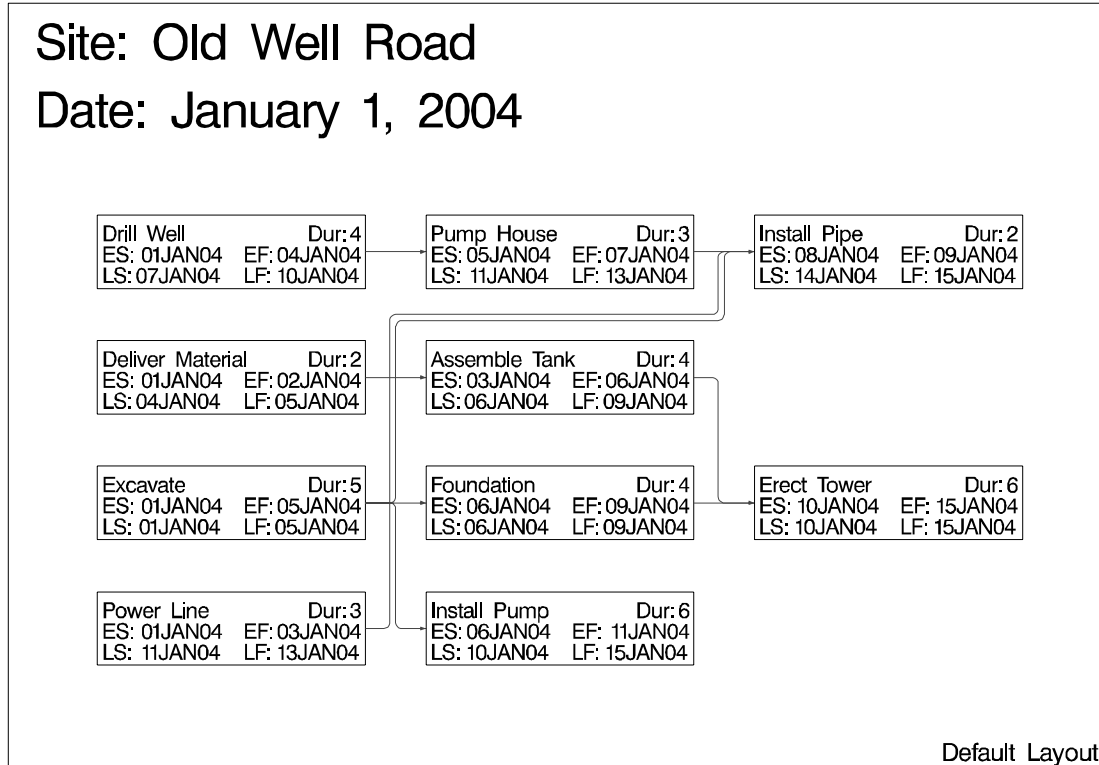 Site: Old Well Road
Date: January 1, 2004
Drill Well Dur: 4
ES: 01JAN04 EF: 04JAN04
LS: 07JAN04 LF: 10JAN04
Pump House Dur: 3
ES: 05JAN04 EF: 07JAN04
LS: 11JAN04 LF: 13JAN04
Install Pipe Dur: 2
ES: 08JAN04 EF: 09JAN04
LS: 14JAN04 LF: 15JAN04
Deliver Material Dur: 2
ES: 01JAN04 EF: 02JAN04
LS: 04JAN04 LF: 05JAN04
Assemble Tank Dur: 4
ES: 03JAN04 EF: 06JAN04
LS: 06JAN04 LF: 09JAN04
Excavate Dur: 5
ES: 01JAN04 EF: 05JAN04
LS: 01JAN04 LF: 05JAN04
Foundation Dur: 4
ES: 06JAN04 EF: 09JAN04
LS: 06JAN04 LF: 09JAN04
Erect Tower Dur: 6
ES: 10JAN04 EF: 15JAN04
LS: 10JAN04 LF: 15JAN04
Power Line Dur: 3
ES: 01JAN04 EF: 03JAN04
LS: 11JAN04 LF: 13JAN04
Install Pump Dur: 6
ES: 06JAN04 EF: 11JAN04
LS: 10JAN04 LF: 15JAN04
Default Layout